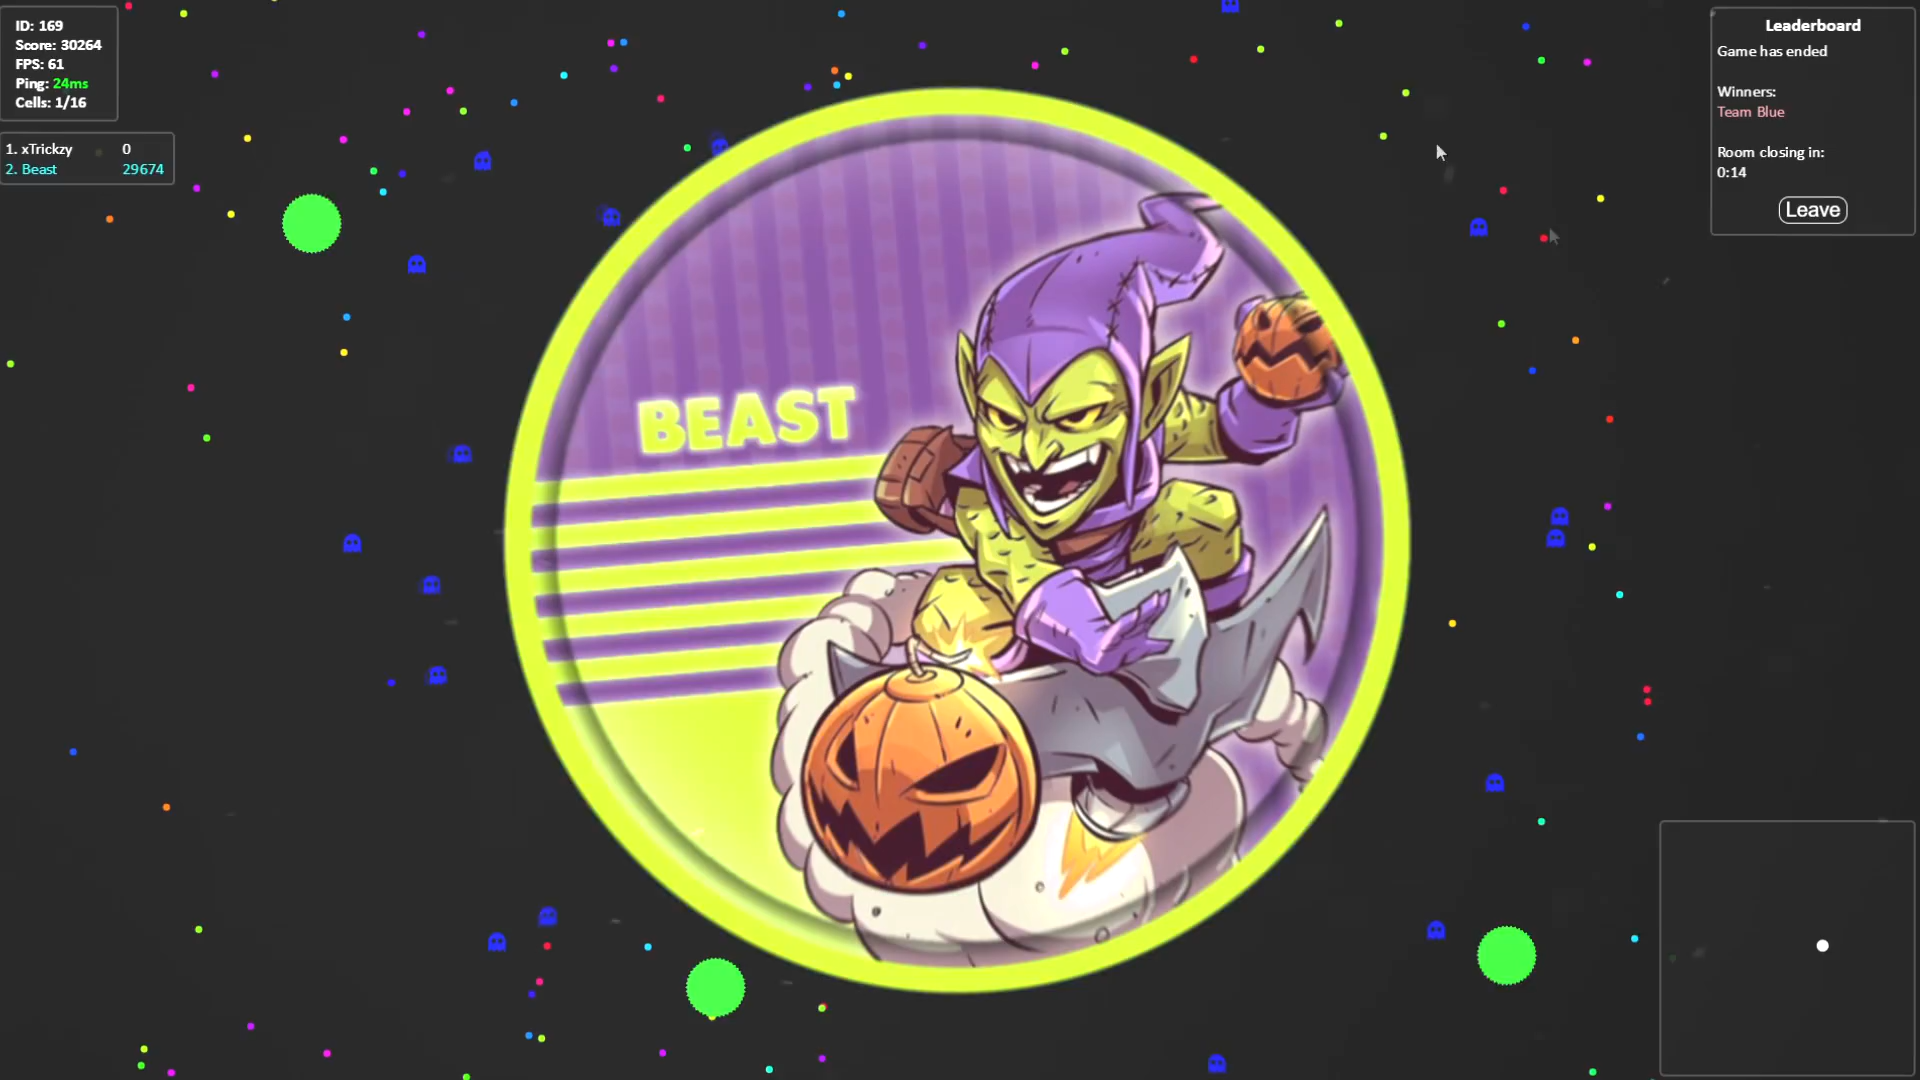 ID: 169
Score: 30264
FPS: 61
Ping: 24ms
Cells: 1/16
1. xTrickzy 0
2. Beast 29674
BEAST
Leaderboard
Game has ended
Winners:
Team Blue
Room closing in:
0:14
Leave